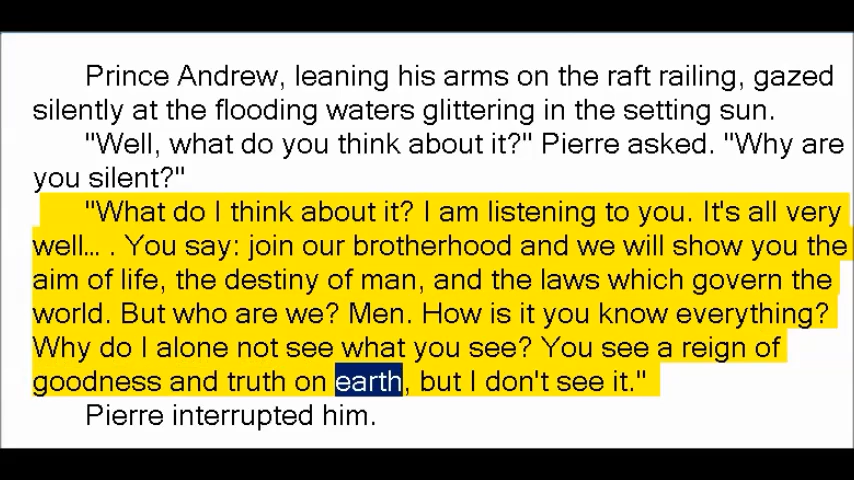 Prince Andrew, leaning his arms on the raft railing, gazed
silently at the flooding waters glittering in the setting sun.
"Well, what do you think about it?" Pierre asked. "Why are
you silent?"
"What do I think about it? I am listening to you. It's all very
well... . You say: join our brotherhood and we will show you the
aim of life, the destiny of man, and the laws which govern the
world. But who are we? Men. How is it you know everything?
Why do I alone not see what you see? You see a reign of
goodness and truth on earth, but I don't see it."
Pierre interrupted him.